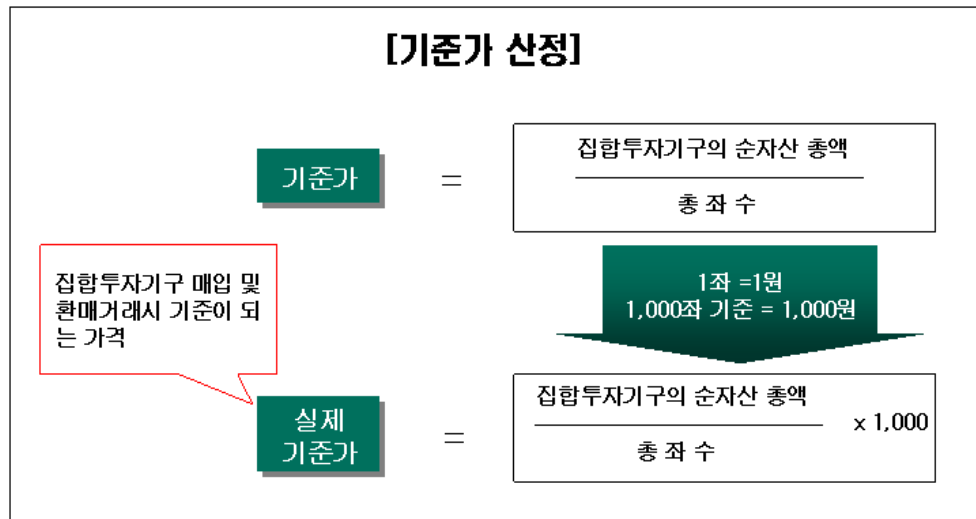 [기준가 산정]
기준가
=
집합투자기구의 순자산 총액
총 좌 수
집합투자기구 매입 및
환매거래시 기준이 되
는 가격
1좌 =1원
1,000좌 기준 = 1,000원
실제
기준가
=
집합투자기구의 순자산 총액
총 좌 수
x 1,000